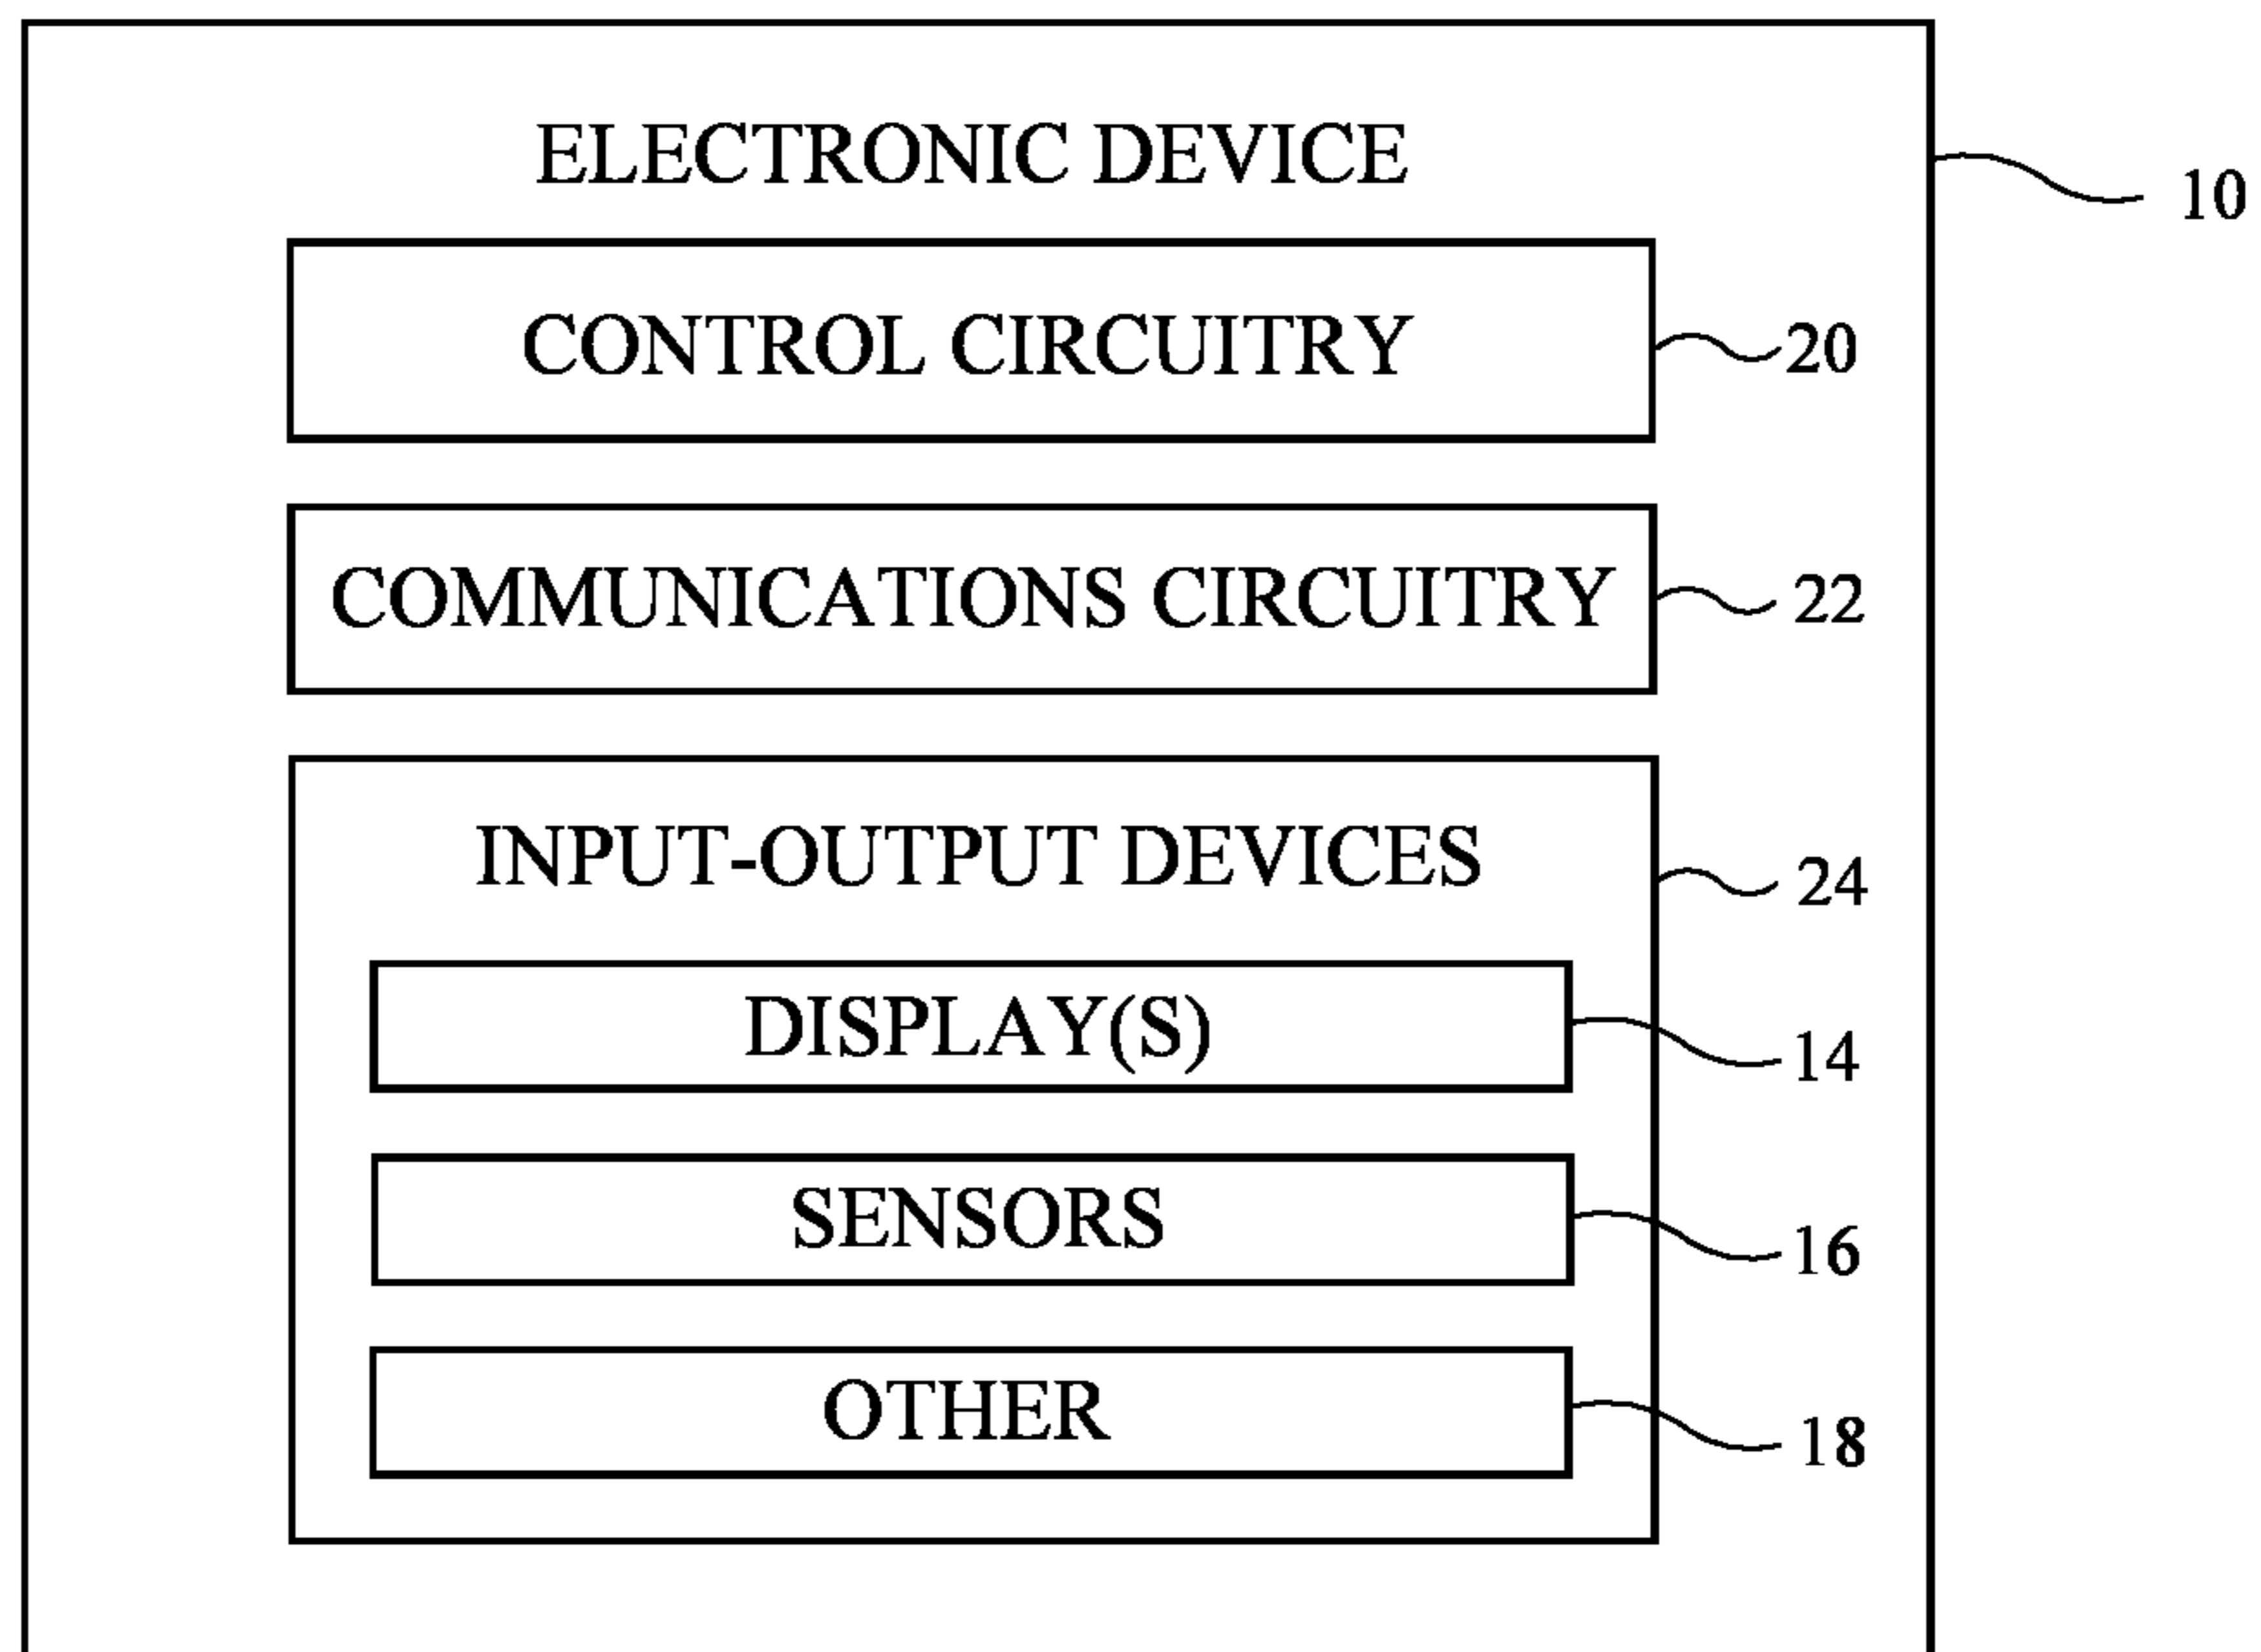 ELECTRONIC DEVICE
10
CONTROL CIRCUITRY
20
COMMUNICATIONS CIRCUITRY
22
INPUT-OUTPUT DEVICES
24
DISPLAY(S)
14
SENSORS
16
OTHER
18